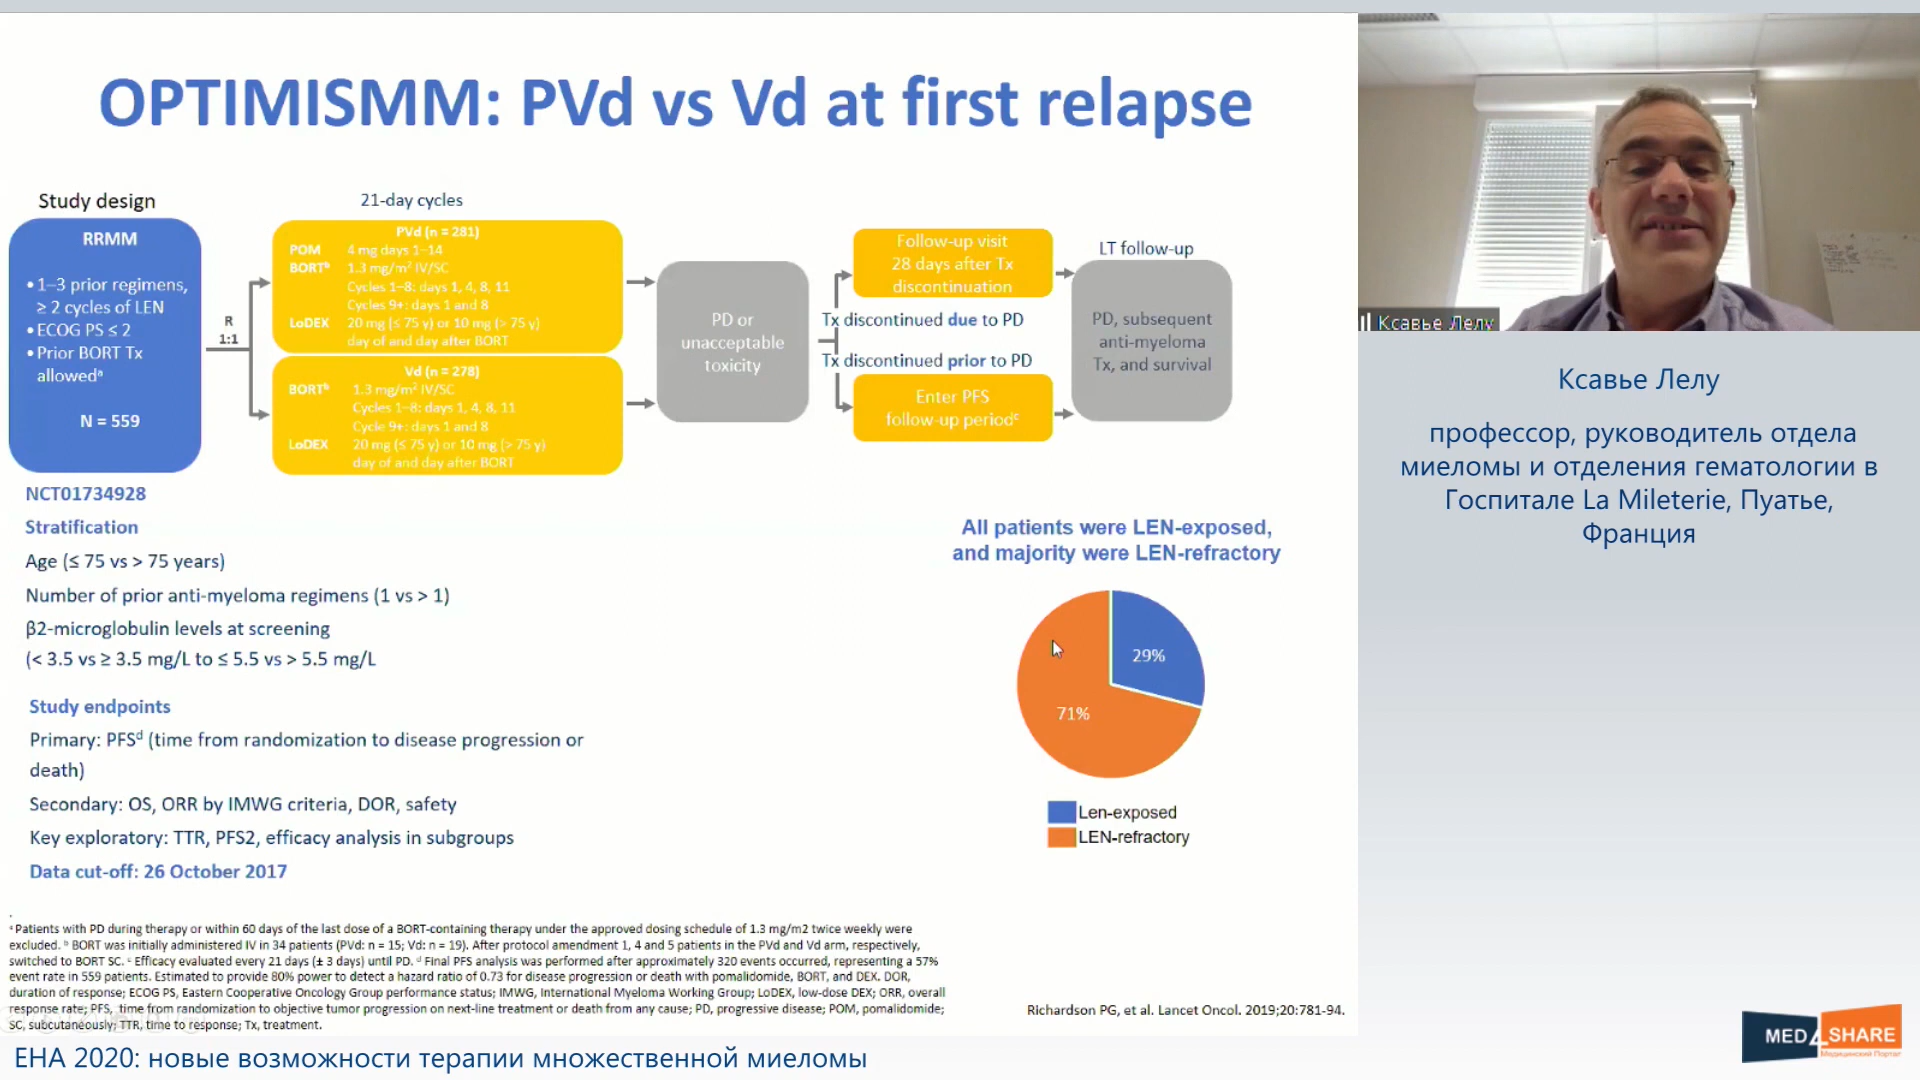 OPTIMISMM: PVd vs Vd at first relapse
Study design
RRMM
• 1–3 prior regimens,
≥ 2 cycles of LEN
• ECOG PS ≤ 2
• Prior BORT Tx
allowedᵃ
N = 559
R
1:1
21-day cycles
PVd (n = 281)
POM 4 mg days 1–14
BORTᵇ 1.3 mg/m² IV/SC
Cycles 1–8: days 1, 4, 8, 11
Cycles 9+: days 1 and 8
LoDEX 20 mg (≤ 75 y) or 10 mg (> 75 y)
day of and day after BORT
Vd (n = 278)
BORTᵇ 1.3 mg/m² IV/SC
Cycles 1–8: days 1, 4, 8, 11
Cycle 9+: days 1 and 8
LoDEX 20 mg (≤ 75 y) or 10 mg (> 75 y)
day of and day after BORT
PD or
unacceptable
toxicity
Follow-up visit
28 days after Tx
discontinuation
Tx discontinued due to PD
Tx discontinued prior to PD
Enter PFS
follow-up periodᶜ
LT follow-up
PD, subsequent
anti-myeloma
Tx, and survival
NCT01734928
Stratification
Age (≤ 75 vs > 75 years)
Number of prior anti-myeloma regimens (1 vs > 1)
β2-microglobulin levels at screening
(< 3.5 vs ≥ 3.5 mg/L to ≤ 5.5 vs > 5.5 mg/L
Study endpoints
Primary: PFSᵈ (time from randomization to disease progression or
death)
Secondary: OS, ORR by IMWG criteria, DOR, safety
Key exploratory: TTR, PFS2, efficacy analysis in subgroups
Data cut-off: 26 October 2017
All patients were LEN-exposed,
and majority were LEN-refractory
29%
71%
Len-exposed
LEN-refractory
.
ᵃ Patients with PD during therapy or within 60 days of the last dose of a BORT-containing therapy under the approved dosing schedule of 1.3 mg/m2 twice weekly were
excluded. ᵇ BORT was initially administered IV in 34 patients (PVd: n = 15; Vd: n = 19). After protocol amendment 1, 4 and 5 patients in the PVd and Vd arm, respectively,
switched to BORT SC. ᶜ Efficacy evaluated every 21 days (± 3 days) until PD. ᵈ Final PFS analysis was performed after approximately 320 events occurred, representing a 57%
event rate in 559 patients. Estimated to provide 80% power to detect a hazard ratio of 0.73 for disease progression or death with pomalidomide, BORT, and DEX. DOR,
duration of response; ECOG PS, Eastern Cooperative Oncology Group performance status; IMWG, International Myeloma Working Group; LoDEX, low-dose DEX; ORR, overall
response rate; PFS, time from randomization to objective tumor progression on next-line treatment or death from any cause; PD, progressive disease; POM, pomalidomide;
SC, subcutaneously; TTR, time to response; Tx, treatment.
Richardson PG, et al. Lancet Oncol. 2019;20:781-94.
Ксавье Лелу
Ксавье Лелу
профессор, руководитель отдела
миеломы и отделения гематологии в
Госпитале La Mileterie, Пуатье,
Франция
EHA 2020: новые возможности терапии множественной миеломы
MED 4 SHARE
Медицинский Портал